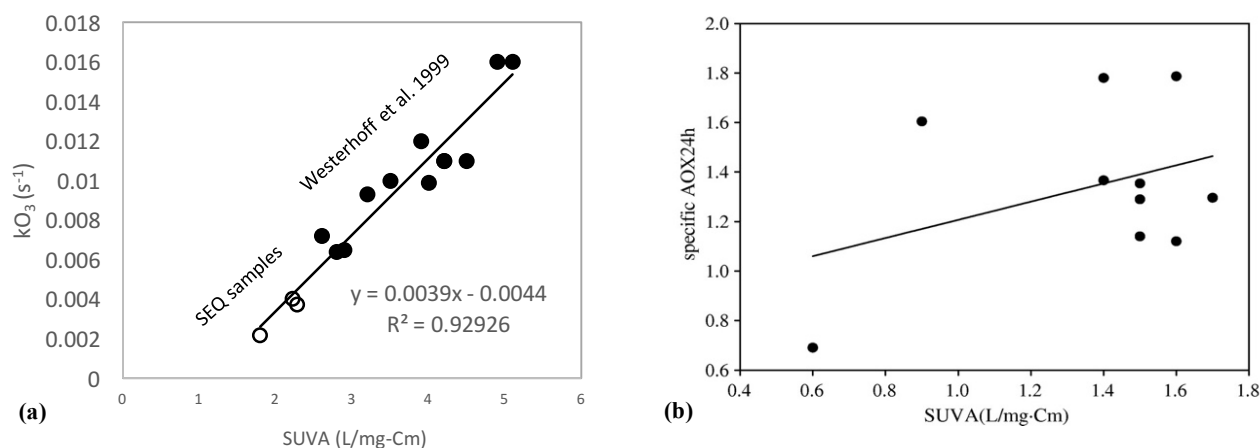 0.018
0.016
0.014
0.012
0.01
0.008
0.006
0.004
0.002
0
kO₃ (s⁻¹)
Westerhoff et al. 1999
SEQ samples
y = 0.0039x - 0.0044
R² = 0.92926
0 1 2 3 4 5 6
SUVA (L/mg-Cm)
(a)
2.0
1.8
1.6
1.4
1.2
1.0
0.8
0.6
specific AOX24h
0.4 0.6 0.8 1.0 1.2 1.4 1.6 1.8
SUVA(L/mg·Cm)
(b)